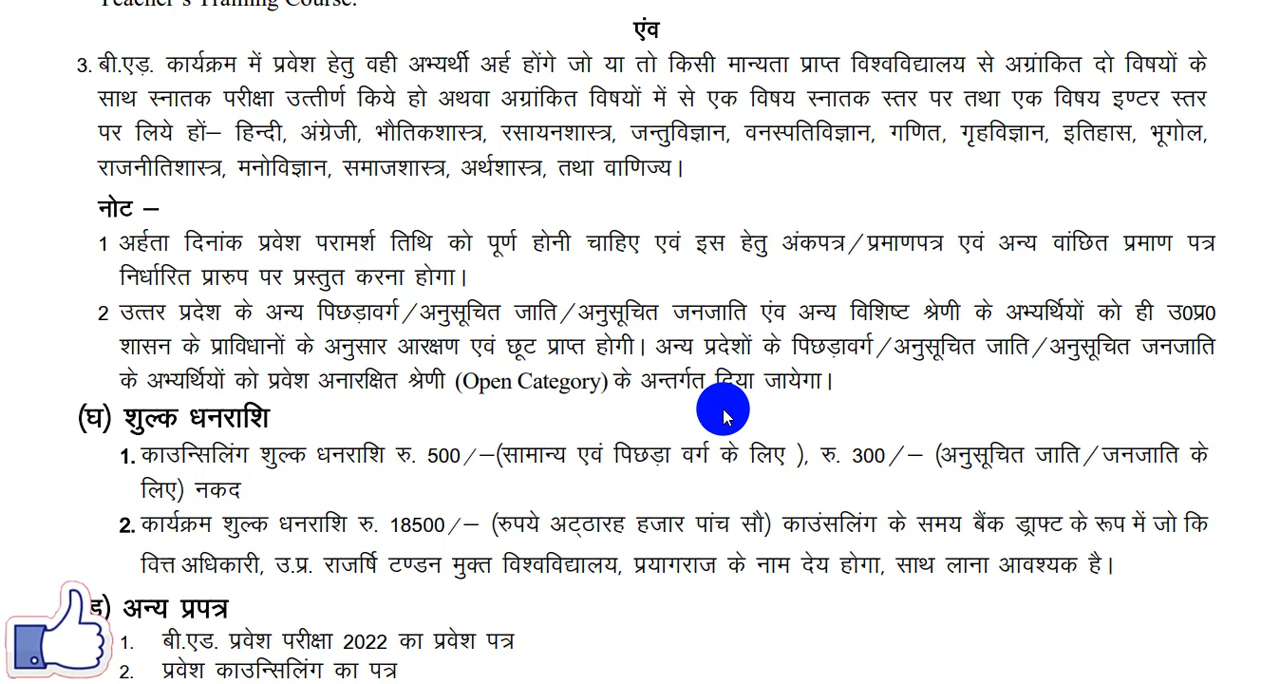 Teacher's Training Course.
एंव
3. बी.एड. कार्यक्रम में प्रवेश हेतु वही अभ्यर्थी अर्ह होंगे जो या तो किसी मान्यता प्राप्त विश्वविद्यालय से अग्रांकित दो विषयों के
साथ स्नातक परीक्षा उत्तीर्ण किये हो अथवा अग्रांकित विषयों में से एक विषय स्नातक स्तर पर तथा एक विषय इण्टर स्तर
पर लिये हों– हिन्दी, अंग्रेजी, भौतिकशास्त्र, रसायनशास्त्र, जन्तुविज्ञान, वनस्पतिविज्ञान, गणित, गृहविज्ञान, इतिहास, भूगोल,
राजनीतिशास्त्र, मनोविज्ञान, समाजशास्त्र, अर्थशास्त्र, तथा वाणिज्य।
नोट –
1 अर्हता दिनांक प्रवेश परामर्श तिथि को पूर्ण होनी चाहिए एवं इस हेतु अंकपत्र/प्रमाणपत्र एवं अन्य वांछित प्रमाण पत्र
निर्धारित प्रारुप पर प्रस्तुत करना होगा।
2 उत्तर प्रदेश के अन्य पिछड़ावर्ग/अनुसूचित जाति/अनुसूचित जनजाति एंव अन्य विशिष्ट श्रेणी के अभ्यर्थियों को ही उ0प्र0
शासन के प्राविधानों के अनुसार आरक्षण एवं छूट प्राप्त होगी। अन्य प्रदेशों के पिछड़ावर्ग/अनुसूचित जाति/अनुसूचित जनजाति
के अभ्यर्थियों को प्रवेश अनारक्षित श्रेणी (Open Category) के अन्तर्गत दिया जायेगा।
(घ) शुल्क धनराशि
1. काउन्सिलिंग शुल्क धनराशि रु. 500/–(सामान्य एवं पिछड़ा वर्ग के लिए ), रु. 300/– (अनुसूचित जाति/जनजाति के
लिए) नकद
2. कार्यक्रम शुल्क धनराशि रु. 18500/– (रुपये अट्ठारह हजार पांच सौ) काउंसलिंग के समय बैंक ड्राफ्ट के रूप में जो कि
वित्त अधिकारी, उ.प्र. राजर्षि टण्डन मुक्त विश्वविद्यालय, प्रयागराज के नाम देय होगा, साथ लाना आवश्यक है।
ड) अन्य प्रपत्र
1. बी.एड. प्रवेश परीक्षा 2022 का प्रवेश पत्र
2. प्रवेश काउन्सिलिंग का पत्र